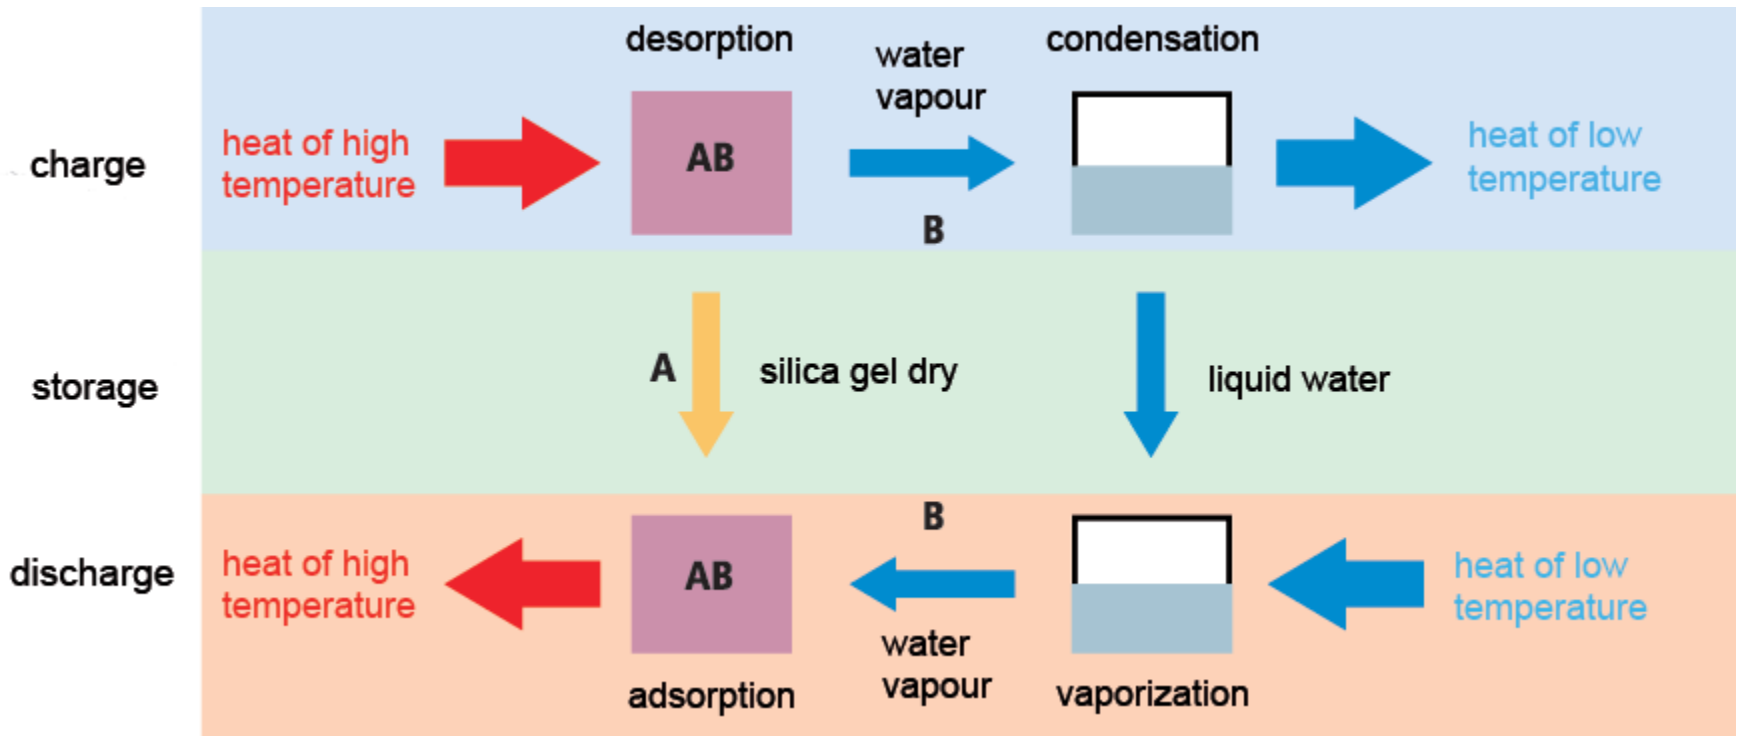 desorption
water
vapour
condensation
charge
heat of high
temperature
AB
B
heat of low
temperature
storage
A
silica gel dry
liquid water
discharge
heat of high
temperature
AB
B
water
vapour
heat of low
temperature
adsorption
vaporization